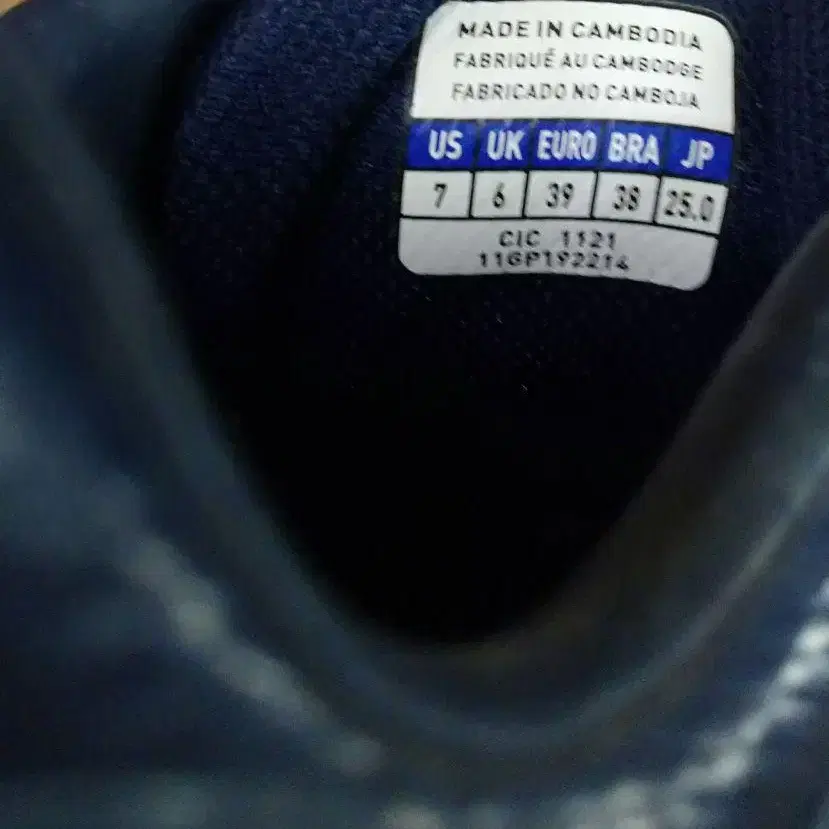 MADE IN CAMBODIA
FABRIQUÉ AU CAMBODGE
FABRICADO NO CAMBOJA
US UK EURO BRA JP
7 6 39 38 25.0
CIC 1121
11GP192214